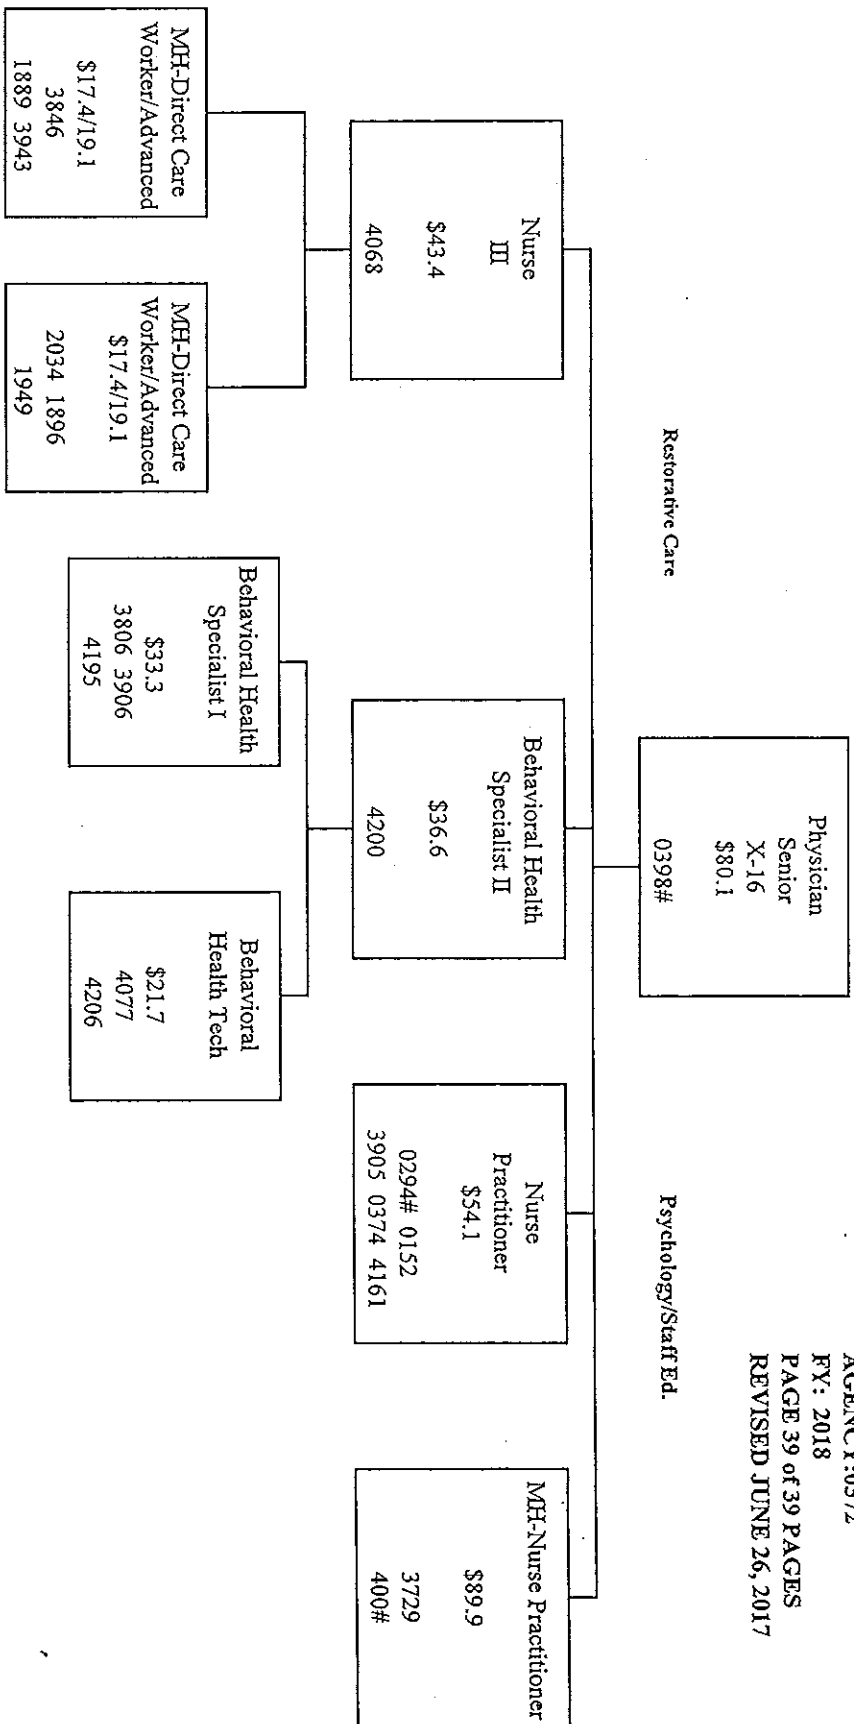 AGENCY:0372
FY: 2018
PAGE 39 of 39 PAGES
REVISED JUNE 26, 2017
Restorative Care
Psychology/Staff Ed.
Physician
Senior
X-16
$80.1
0398#
Nurse
III
$43.4
4068
Behavioral Health
Specialist II
$36.6
4200
Nurse
Practitioner
$54.1
0294# 0152
3905 0374 4161
MH-Nurse Practitioner
$89.9
3729
400#
MH-Direct Care
Worker/Advanced
$17.4/19.1
3846
1889 3943
MH-Direct Care
Worker/Advanced
$17.4/19.1
2034 1896
1949
Behavioral Health
Specialist I
$33.3
3806 3906
4195
Behavioral
Health Tech
$21.7
4077
4206